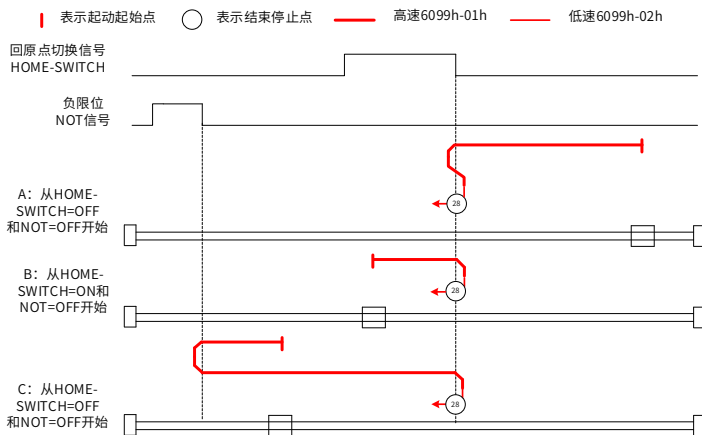 表示起动起始点 表示结束停止点 高速6099h-01h 低速6099h-02h
回原点切换信号
HOME-SWITCH
负限位
NOT信号
28
A：从HOME-
SWITCH=OFF
和NOT=OFF开始
28
B：从HOME-
SWITCH=ON和
NOT=OFF开始
28
C：从HOME-
SWITCH=OFF
和NOT=OFF开始